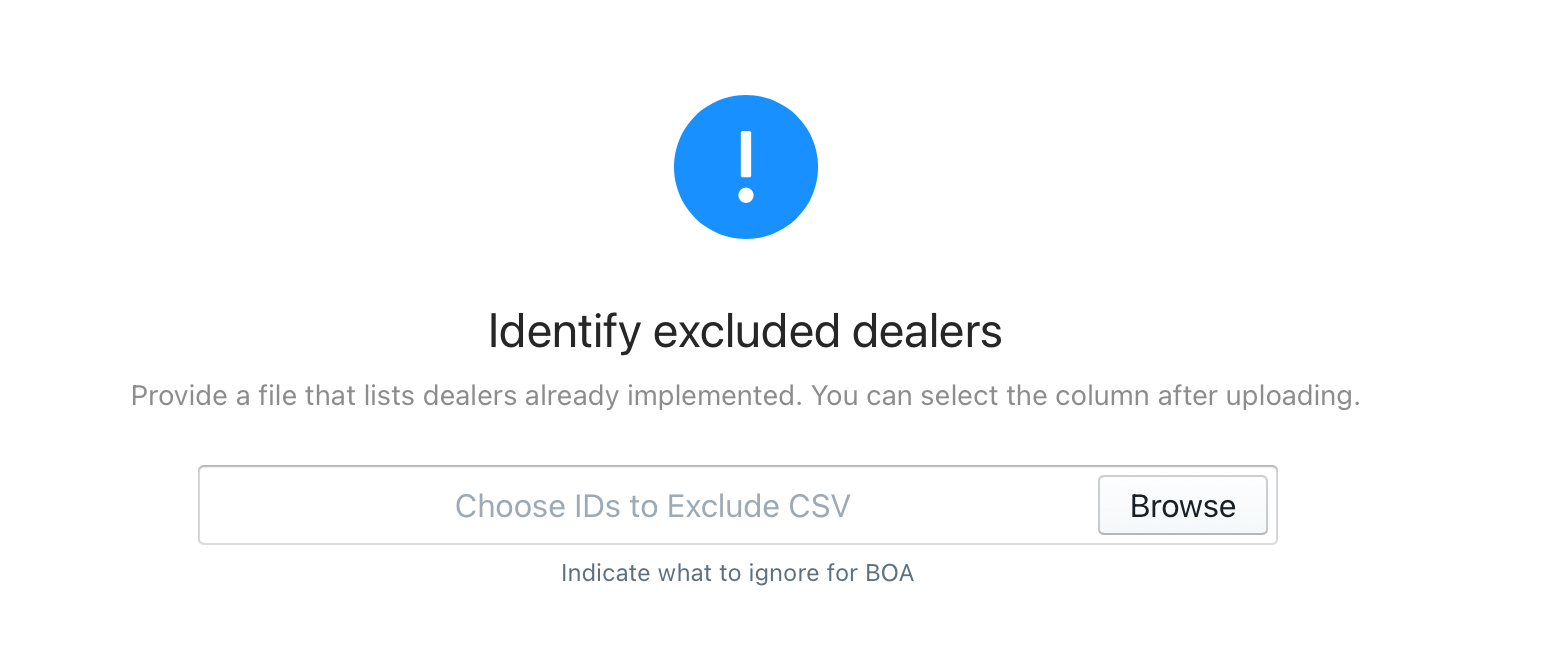 Identify excluded dealers
Provide a file that lists dealers already implemented. You can select the column after uploading.
Choose IDs to Exclude CSV
Browse
Indicate what to ignore for BOA